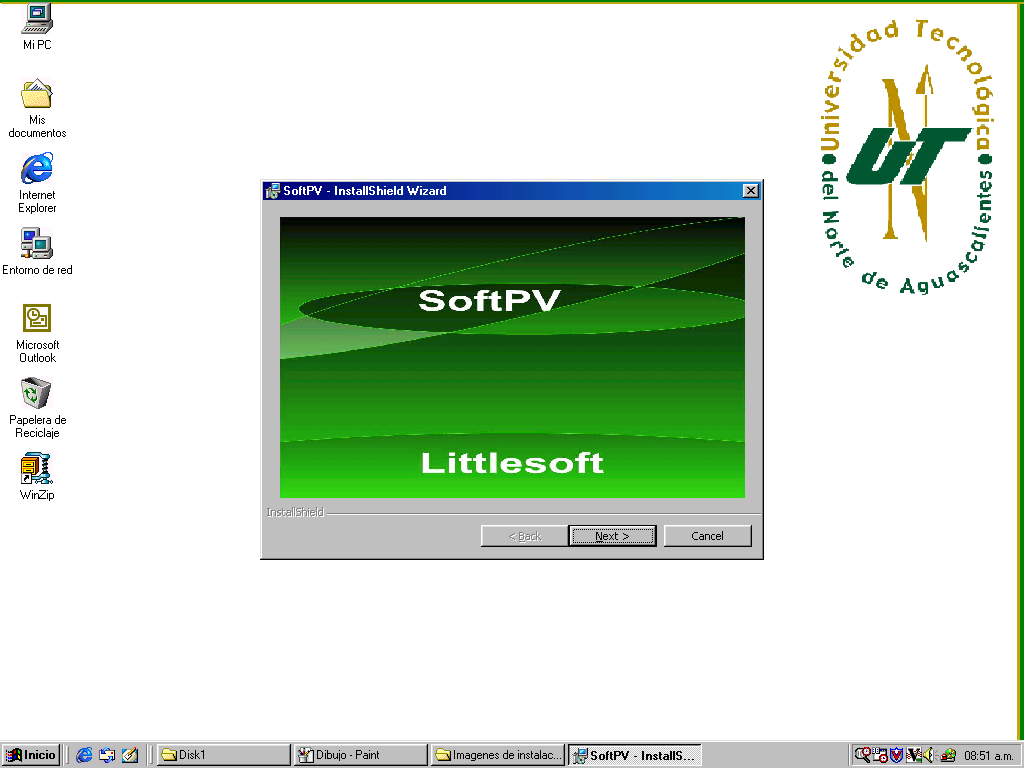 Mi PC
Mis
documentos
Internet
Explorer
Entorno de red
Microsoft
Outlook
Papelera de
Reciclaje
WinZip
Universidad Tecnológica
del Norte de Aguascalientes
UT
N
SoftPV - InstallShield Wizard
SoftPV
Littlesoft
InstallShield
< Back
Next >
Cancel
Inicio
Disk1
Dibujo - Paint
Imagenes de instalac...
SoftPV - InstallS...
08:51 a.m.